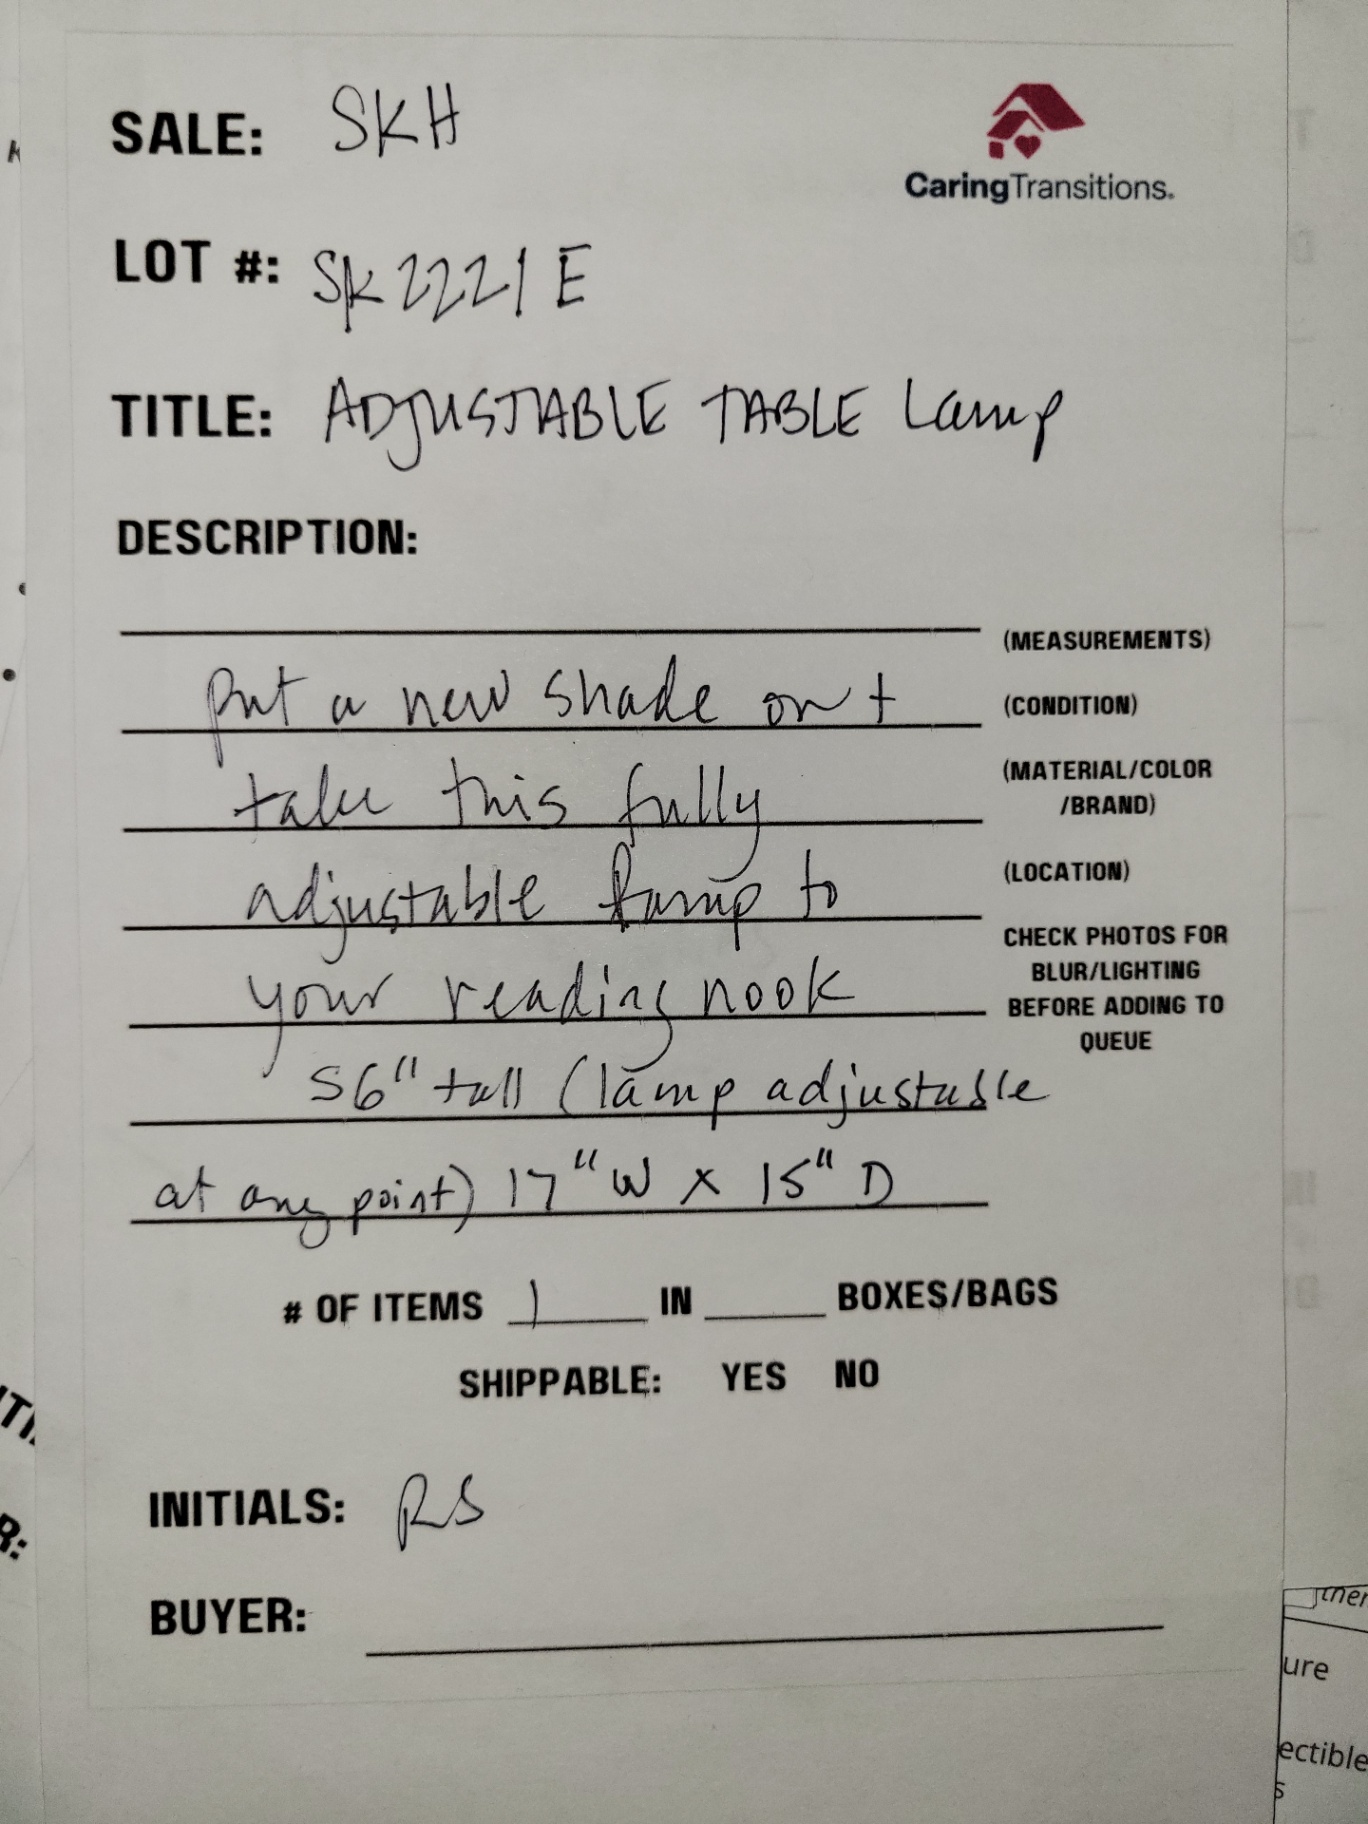 SALE: SKH
CaringTransitions.
LOT #: SK2221E
TITLE: ADJUSTABLE TABLE Lamp
DESCRIPTION:
(MEASUREMENTS)
put a new shade on +
(CONDITION)
take this fully
(MATERIAL/COLOR
/BRAND)
adjustable lamp to
(LOCATION)
your reading nook
CHECK PHOTOS FOR
BLUR/LIGHTING
BEFORE ADDING TO
QUEUE
56" tall (lamp adjustable
at any point) 17" W x 15" D
# OF ITEMS 1 IN ____ BOXES/BAGS
SHIPPABLE: YES NO
INITIALS: RS
BUYER:
ure
ectible
s